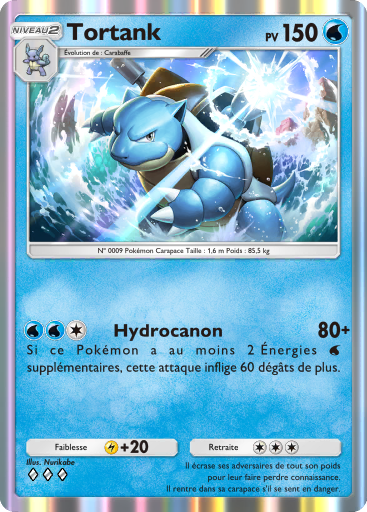 NIVEAU2 Tortank PV 150
Évolution de : Carabaffe
N° 0009 Pokémon Carapace Taille : 1,6 m Poids : 85,5 kg
Hydrocanon 80+
Si ce Pokémon a au moins 2 Énergies
supplémentaires, cette attaque inflige 60 dégâts de plus.
Faiblesse +20 Retraite
Illus. Nurikabe
Il écrase ses adversaires de tout son poids
pour leur faire perdre connaissance.
Il rentre dans sa carapace s'il se sent en danger.